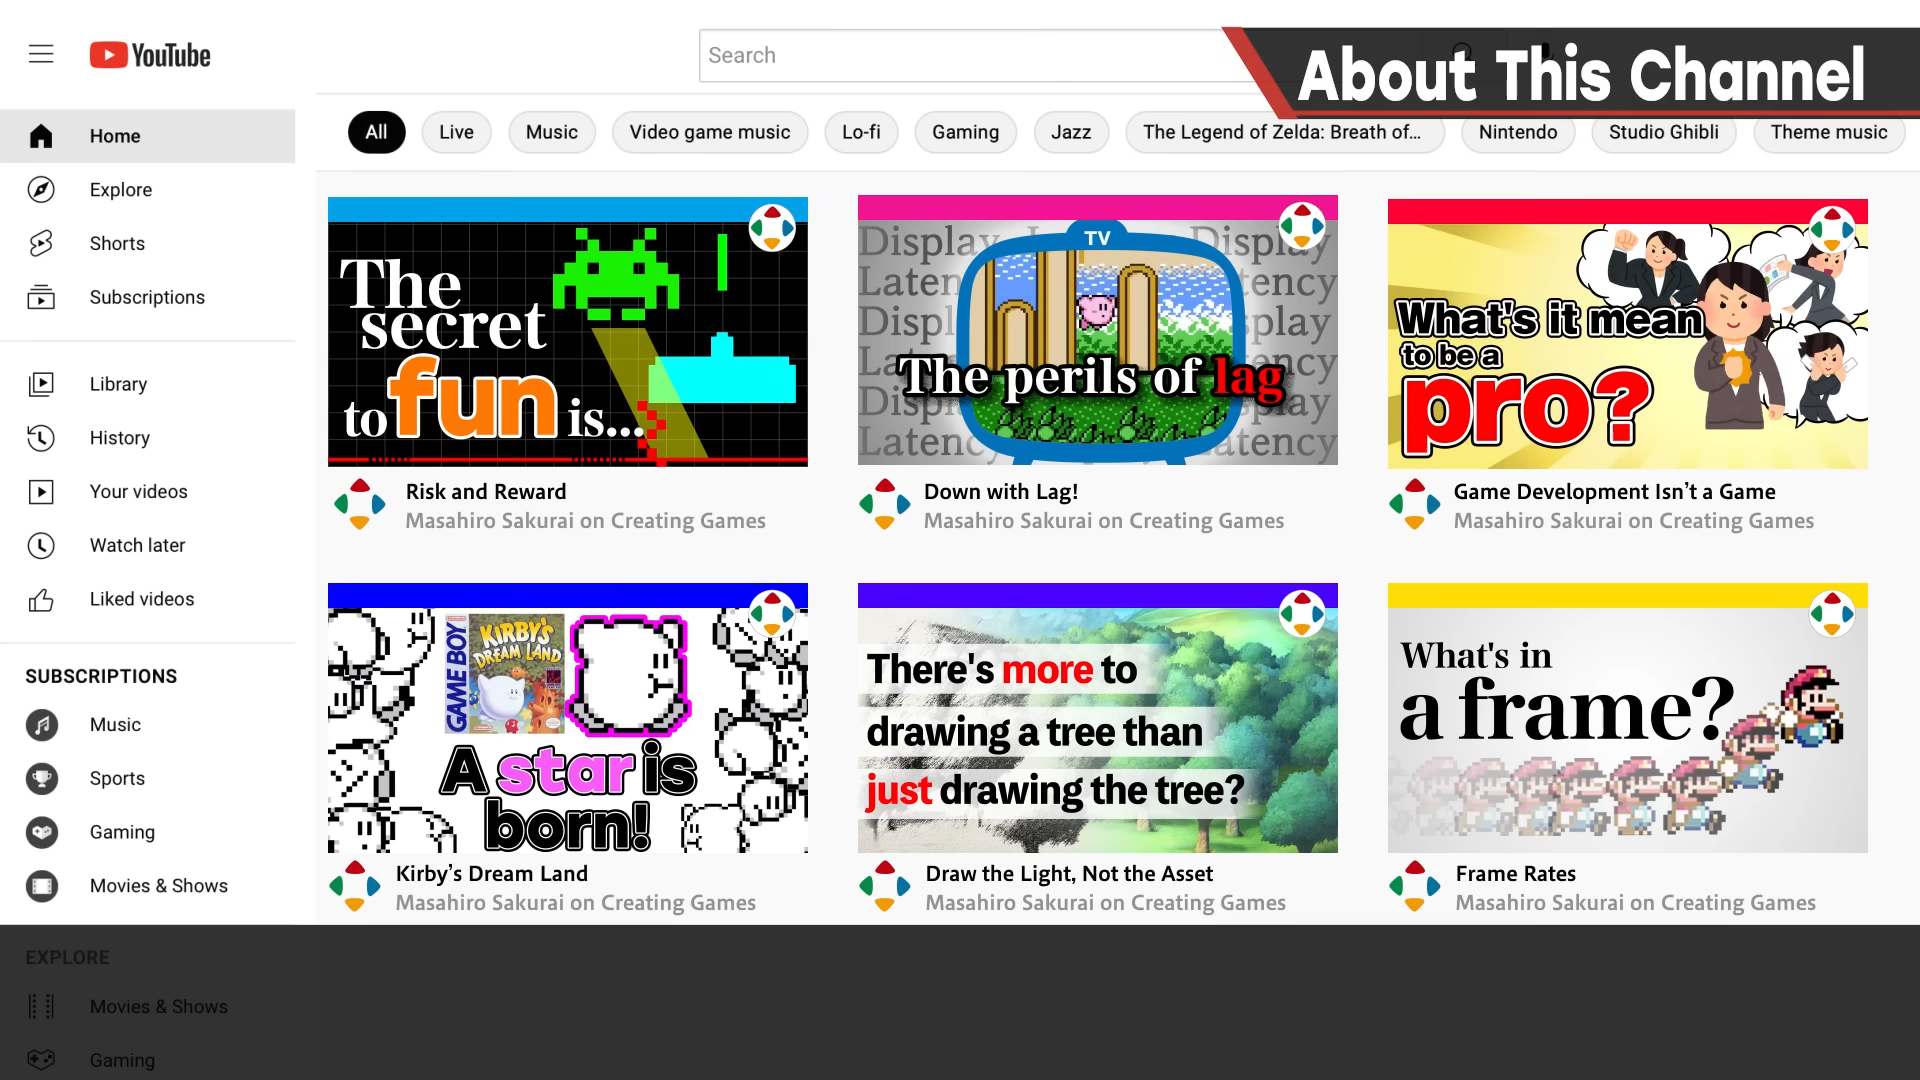 YouTube
Search
About This Channel
Home
Explore
Shorts
Subscriptions
Library
History
Your videos
Watch later
Liked videos
SUBSCRIPTIONS
Music
Sports
Gaming
Movies & Shows
EXPLORE
Movies & Shows
Gaming
All
Live
Music
Video game music
Lo-fi
Gaming
Jazz
The Legend of Zelda: Breath of...
Nintendo
Studio Ghibli
Theme music
The
secret
to fun is...
Risk and Reward
Masahiro Sakurai on Creating Games
TV
Display
Latency
The perils of lag
Down with Lag!
Masahiro Sakurai on Creating Games
What's it mean
to be a
pro?
Game Development Isn't a Game
Masahiro Sakurai on Creating Games
GAME BOY
KIRBY'S
DREAM LAND
A star is
born!
Kirby's Dream Land
Masahiro Sakurai on Creating Games
There's more to
drawing a tree than
just drawing the tree?
Draw the Light, Not the Asset
Masahiro Sakurai on Creating Games
What's in
a frame?
Frame Rates
Masahiro Sakurai on Creating Games